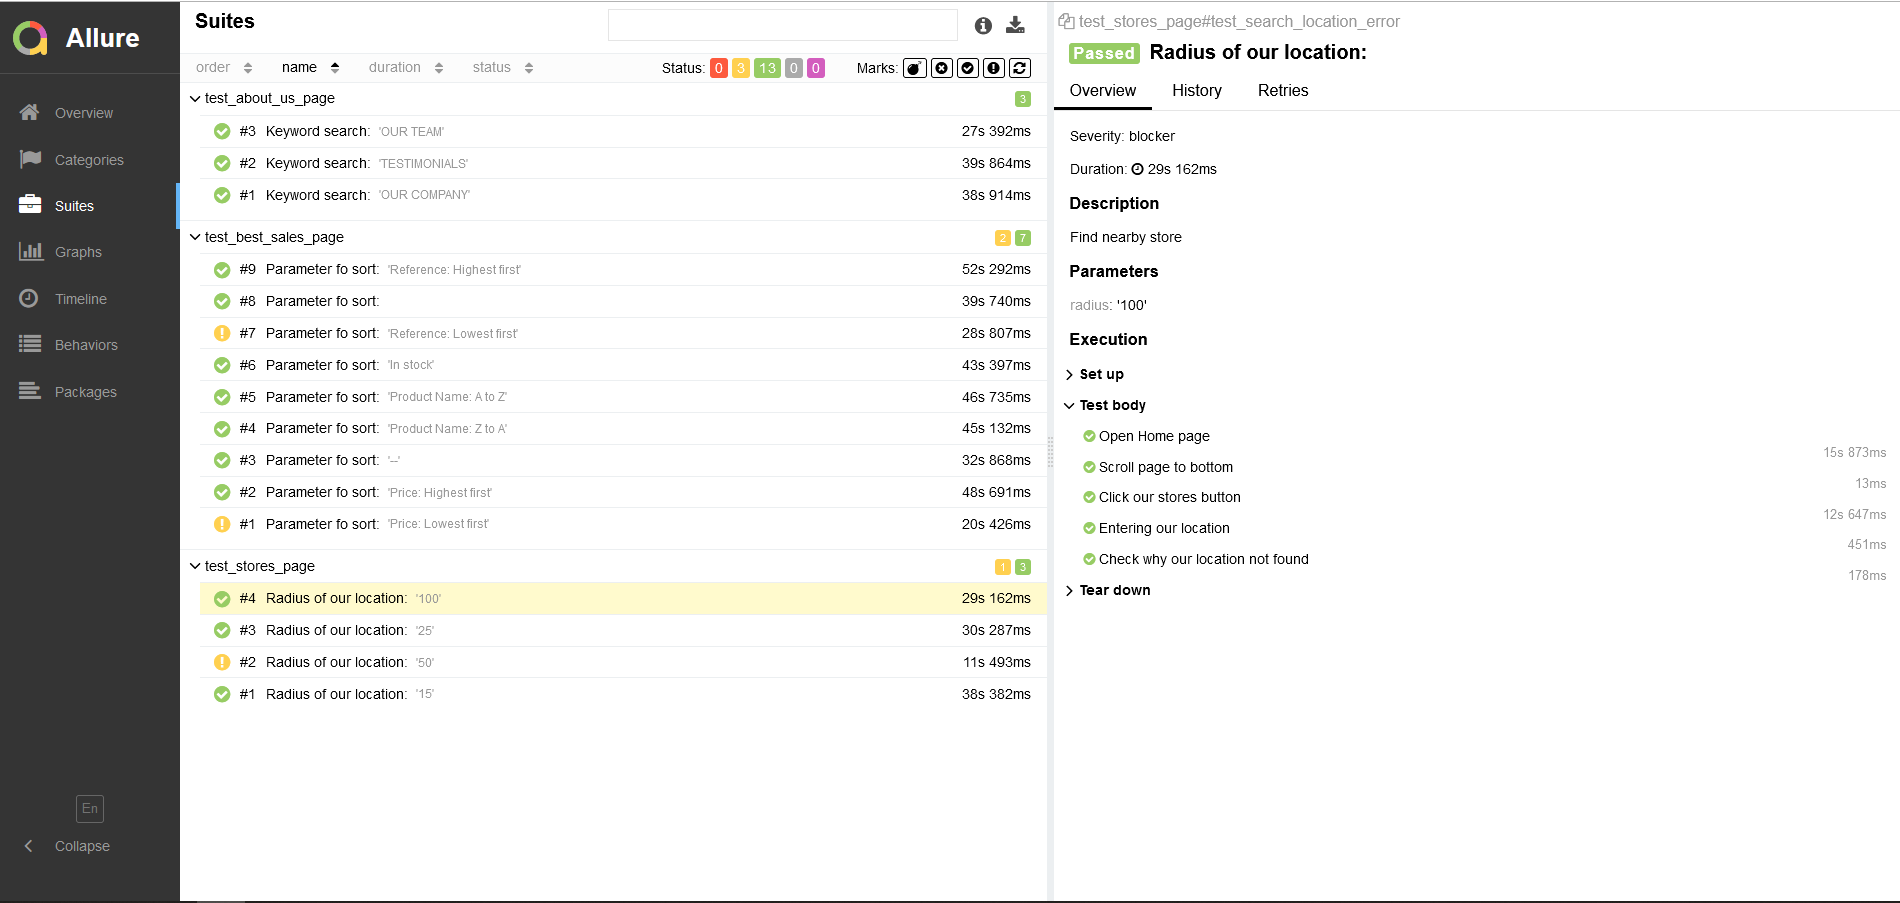 Allure
Overview
Categories
Suites
Graphs
Timeline
Behaviors
Packages
En
Collapse
Suites
order name duration status Status: 0 3 13 0 0 Marks:
test_about_us_page 3
#3 Keyword search: 'OUR TEAM' 27s 392ms
#2 Keyword search: 'TESTIMONIALS' 39s 864ms
#1 Keyword search: 'OUR COMPANY' 38s 914ms
test_best_sales_page 2 7
#9 Parameter fo sort: 'Reference: Highest first' 52s 292ms
#8 Parameter fo sort: 39s 740ms
#7 Parameter fo sort: 'Reference: Lowest first' 28s 807ms
#6 Parameter fo sort: 'In stock' 43s 397ms
#5 Parameter fo sort: 'Product Name: A to Z' 46s 735ms
#4 Parameter fo sort: 'Product Name: Z to A' 45s 132ms
#3 Parameter fo sort: '--' 32s 868ms
#2 Parameter fo sort: 'Price: Highest first' 48s 691ms
#1 Parameter fo sort: 'Price: Lowest first' 20s 426ms
test_stores_page 1 3
#4 Radius of our location: '100' 29s 162ms
#3 Radius of our location: '25' 30s 287ms
#2 Radius of our location: '50' 11s 493ms
#1 Radius of our location: '15' 38s 382ms
test_stores_page#test_search_location_error
Passed Radius of our location:
Overview History Retries
Severity: blocker
Duration: 29s 162ms
Description
Find nearby store
Parameters
radius: '100'
Execution
Set up
Test body
Open Home page
15s 873ms
Scroll page to bottom
13ms
Click our stores button
12s 647ms
Entering our location
451ms
Check why our location not found
178ms
Tear down